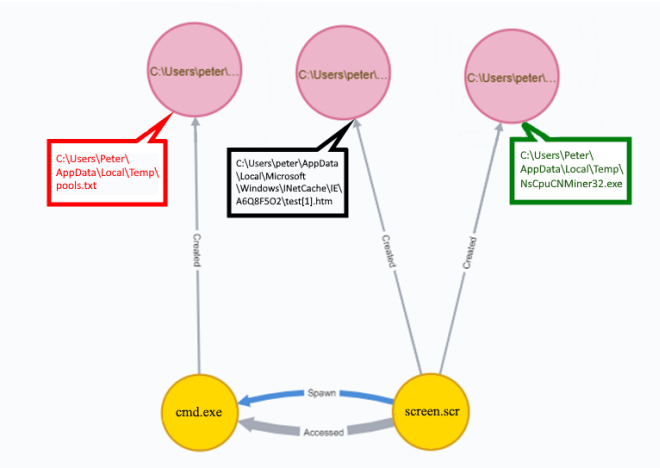 C:\Users\peter\...
C:\Users\peter\...
C:\Users\peter\...
C:\Users\Peter\
AppData\Local\Temp\
pools.txt
C:\Users\peter\AppData
\Local\Microsoft
\Windows\INetCache\IE
A6Q8F5O2\test[1].htm
C:\Users\Peter\
AppData\Local\Temp\
NsCpuCNMiner32.exe
Created
Created
Created
cmd.exe
Spawn
screen.scr
Accessed